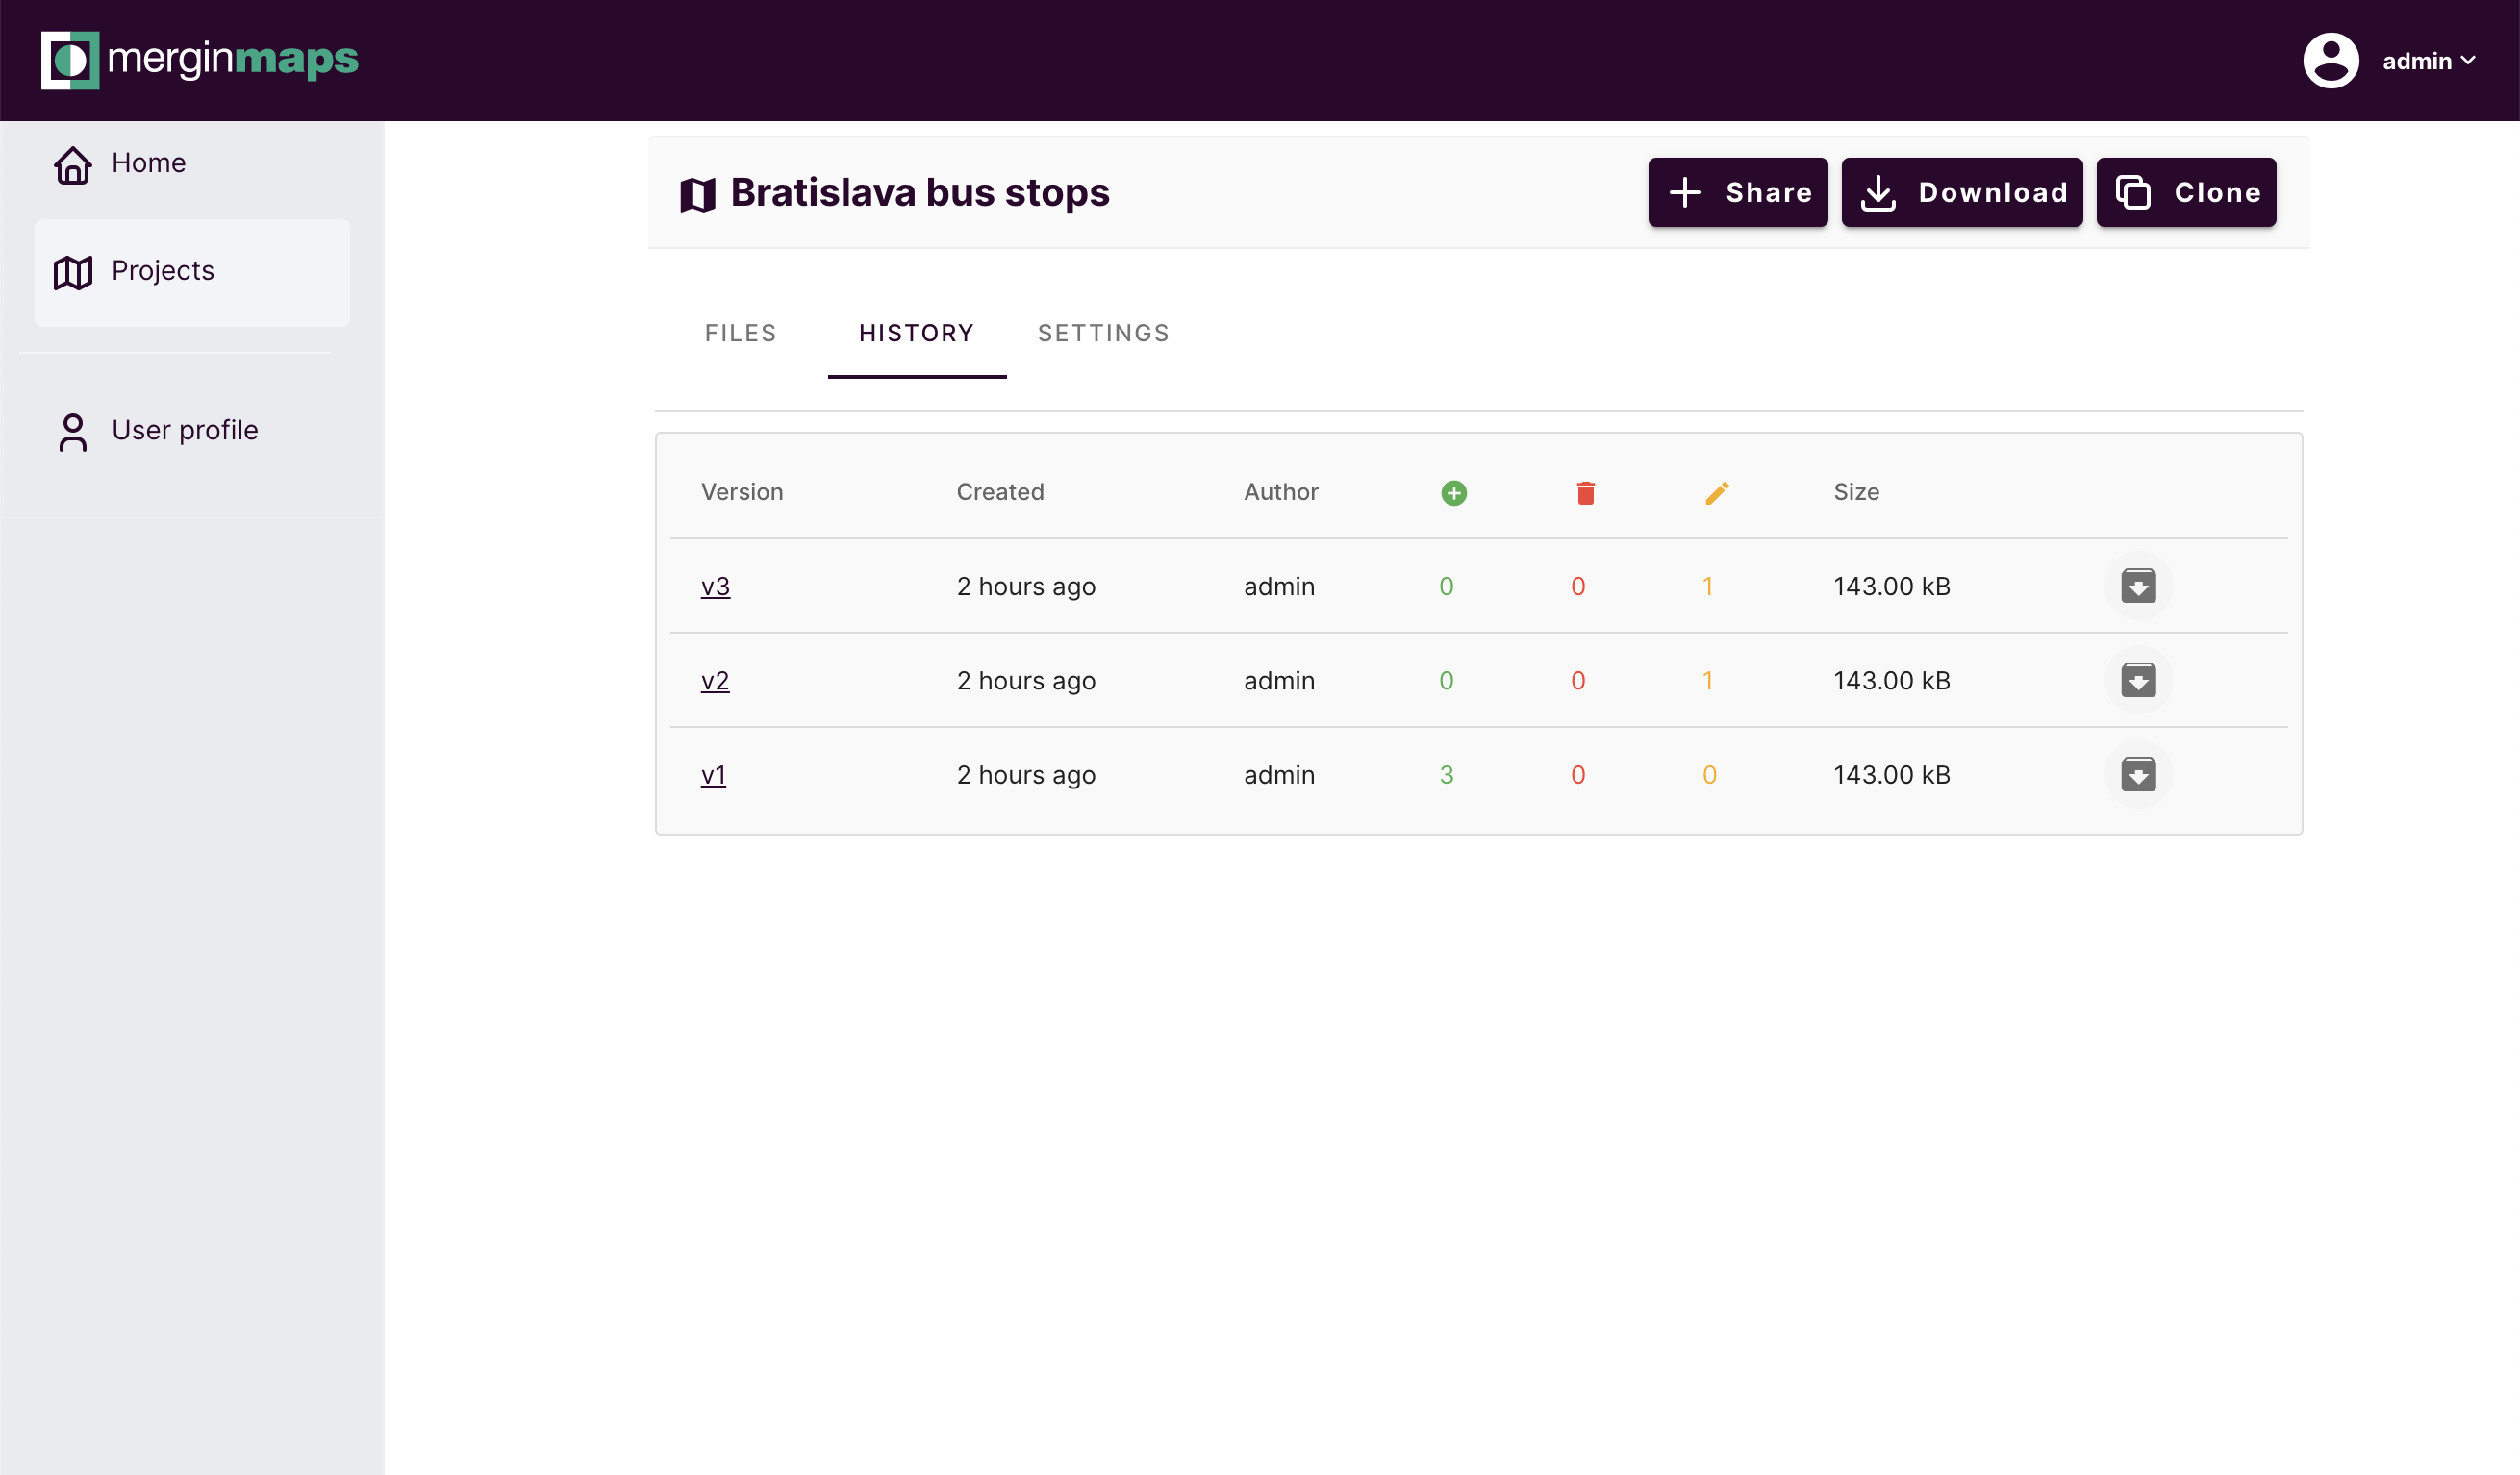 merginmaps
admin
Home
Projects
User profile
Bratislava bus stops
Share
Download
Clone
FILES
HISTORY
SETTINGS
Version Created Author Size
v3 2 hours ago admin 0 0 1 143.00 kB
v2 2 hours ago admin 0 0 1 143.00 kB
v1 2 hours ago admin 3 0 0 143.00 kB